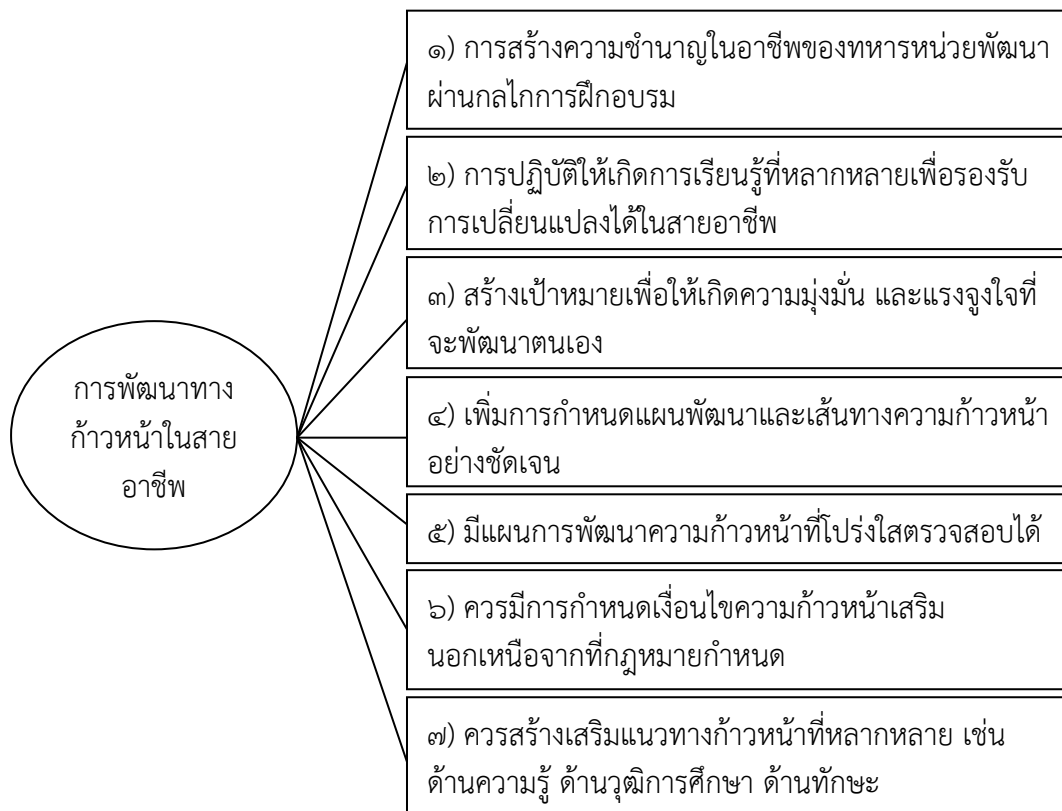 ๑) การสร้างความชำนาญในอาชีพของทหารหน่วยพัฒนา
ผ่านกลไกการฝึกอบรม
๒) การปฏิบัติให้เกิดการเรียนรู้ที่หลากหลายเพื่อรองรับ
การเปลี่ยนแปลงได้ในสายอาชีพ
๓) สร้างเป้าหมายเพื่อให้เกิดความมุ่งมั่น และแรงจูงใจที่
จะพัฒนาตนเอง
การพัฒนาทาง
ก้าวหน้าในสาย
อาชีพ
๔) เพิ่มการกำหนดแผนพัฒนาและเส้นทางความก้าวหน้า
อย่างชัดเจน
๕) มีแผนการพัฒนาความก้าวหน้าที่โปร่งใสตรวจสอบได้
๖) ควรมีการกำหนดเงื่อนไขความก้าวหน้าเสริม
นอกเหนือจากที่กฎหมายกำหนด
๗) ควรสร้างเสริมแนวทางก้าวหน้าที่หลากหลาย เช่น
ด้านความรู้ ด้านวุฒิการศึกษา ด้านทักษะ